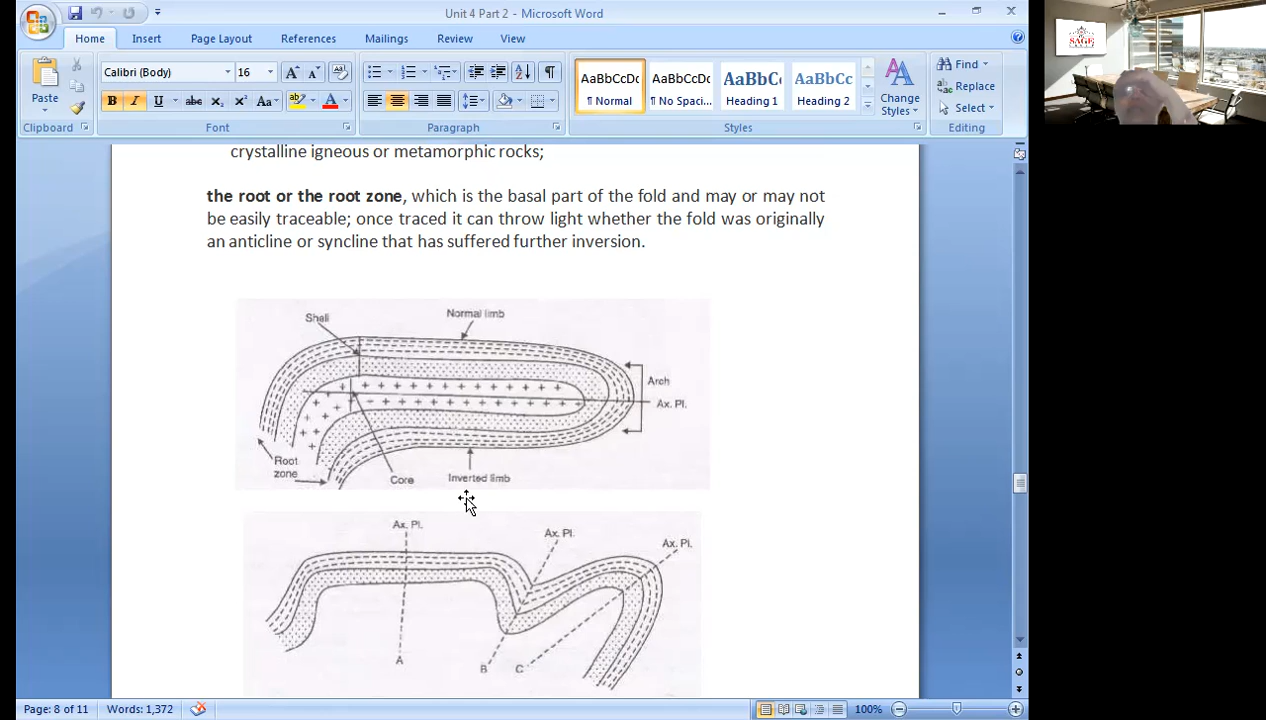 Unit 4 Part 2 - Microsoft Word
Home Insert Page Layout References Mailings Review View
Calibri (Body) 16
Paste
B I U abc x₂ x² Aa
AaBbCcDc AaBbCcDc AaBbC AaBbCc
¶ Normal ¶ No Spaci... Heading 1 Heading 2
Change Styles
Find
Replace
Select
Clipboard Font Paragraph Styles Editing
SAGE
crystalline igneous or metamorphic rocks;
the root or the root zone, which is the basal part of the fold and may or may not
be easily traceable; once traced it can throw light whether the fold was originally
an anticline or syncline that has suffered further inversion.
Shell
Normal limb
Arch
Ax. Pl.
Root
zone
Core
Inverted limb
Ax. Pl.
Ax. Pl.
Ax. Pl.
A
B
C
Page: 8 of 11 Words: 1,372 100%